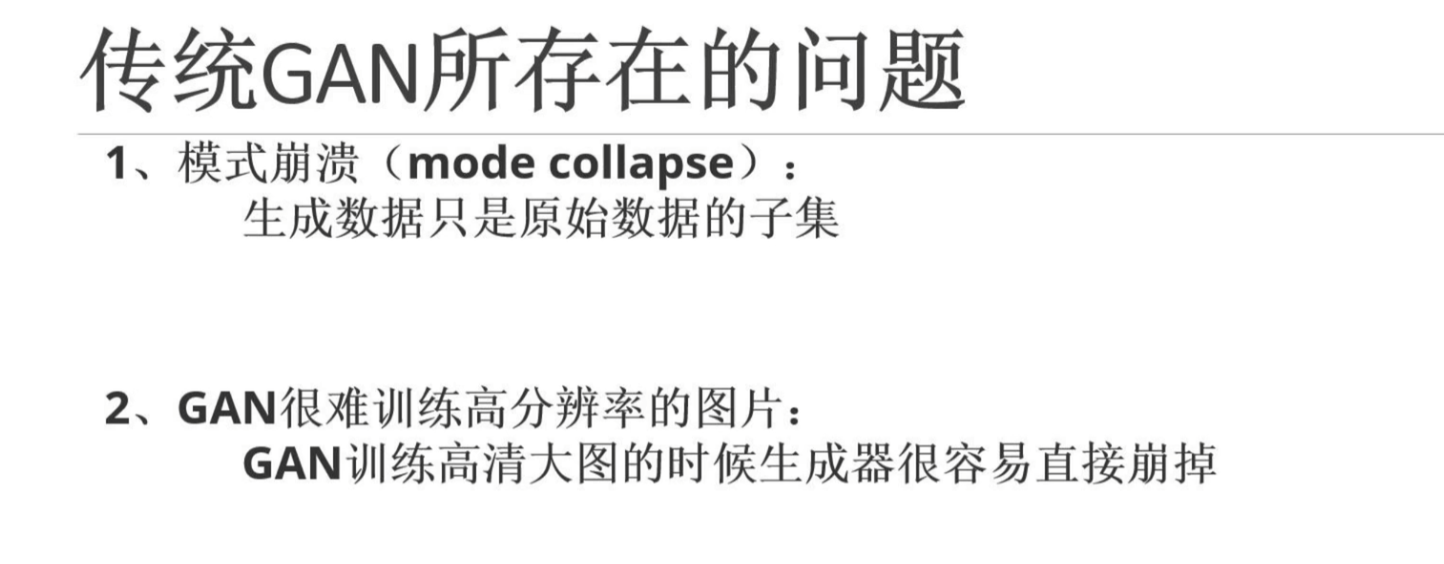 传统GAN所存在的问题
1、模式崩溃（mode collapse）：
生成数据只是原始数据的子集
2、GAN很难训练高分辨率的图片：
GAN训练高清大图的时候生成器很容易直接崩掉